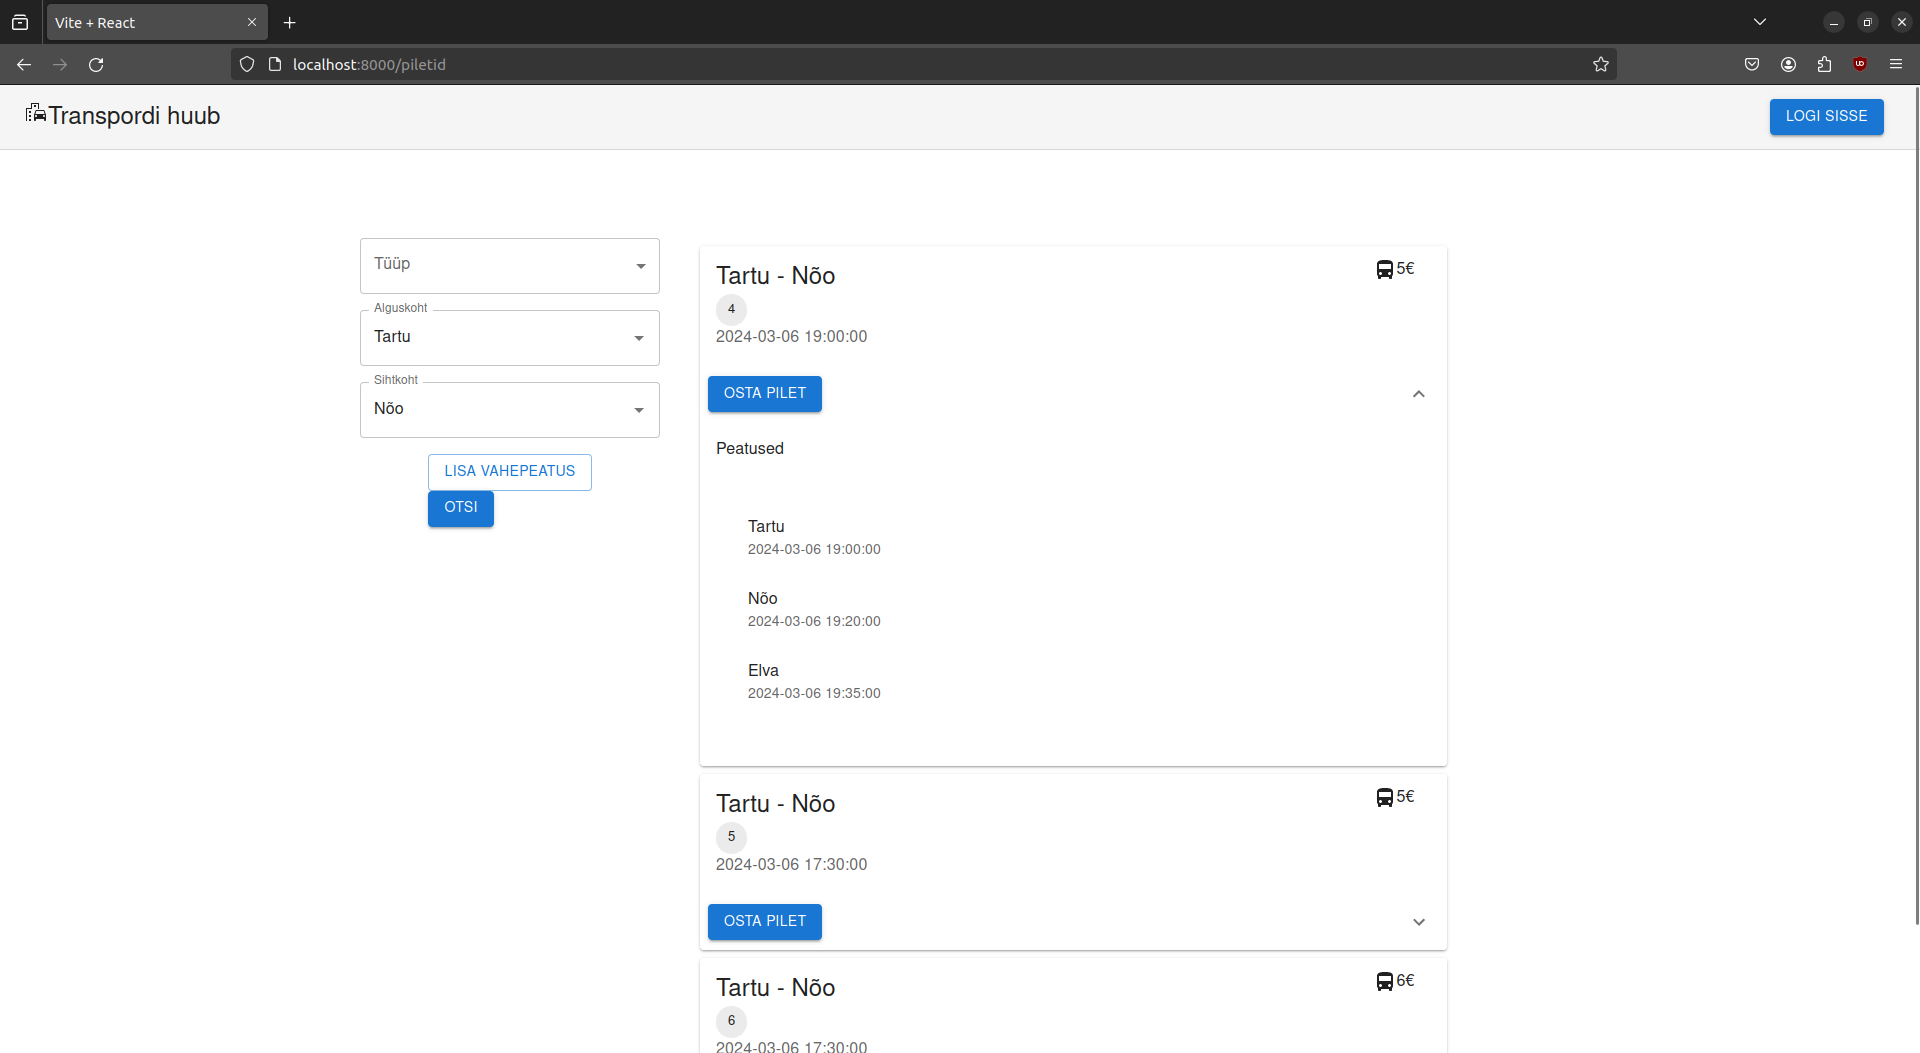 Vite + React
localhost:8000/piletid
Transpordi huub
LOGI SISSE
Tüüp
Alguskoht
Tartu
Sihtkoht
Nõo
LISA VAHEPEATUS
OTSI
Tartu - Nõo
5€
4
2024-03-06 19:00:00
OSTA PILET
Peatused
Tartu
2024-03-06 19:00:00
Nõo
2024-03-06 19:20:00
Elva
2024-03-06 19:35:00
Tartu - Nõo
5€
5
2024-03-06 17:30:00
OSTA PILET
Tartu - Nõo
6€
6
2024-03-06 17:30:00